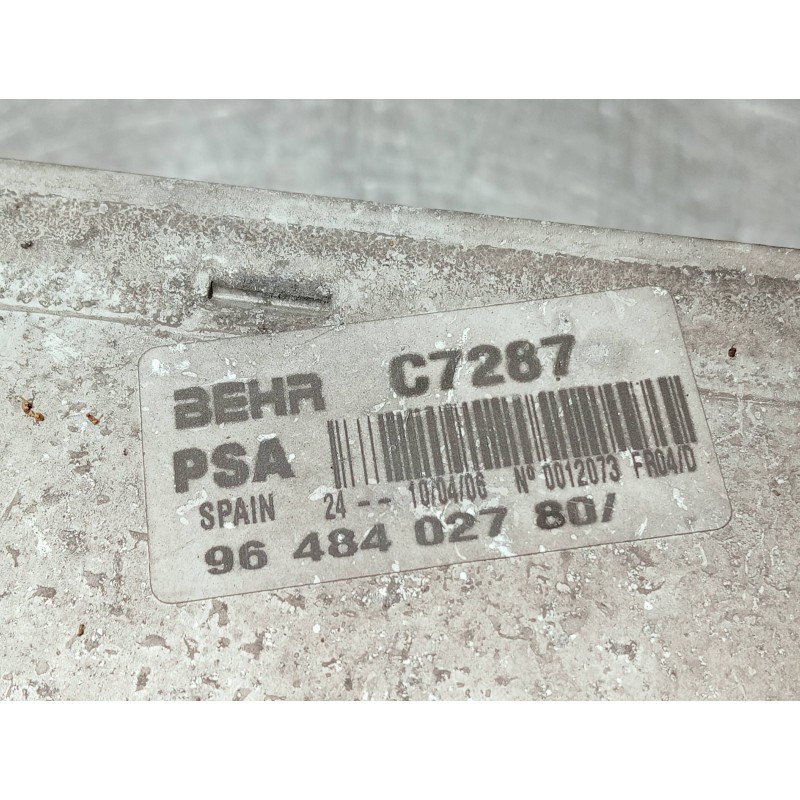 BEHR C7287
PSA
SPAIN 24 -- 10/04/06 Nº 0012073 FR04/D
96 484 027 80/